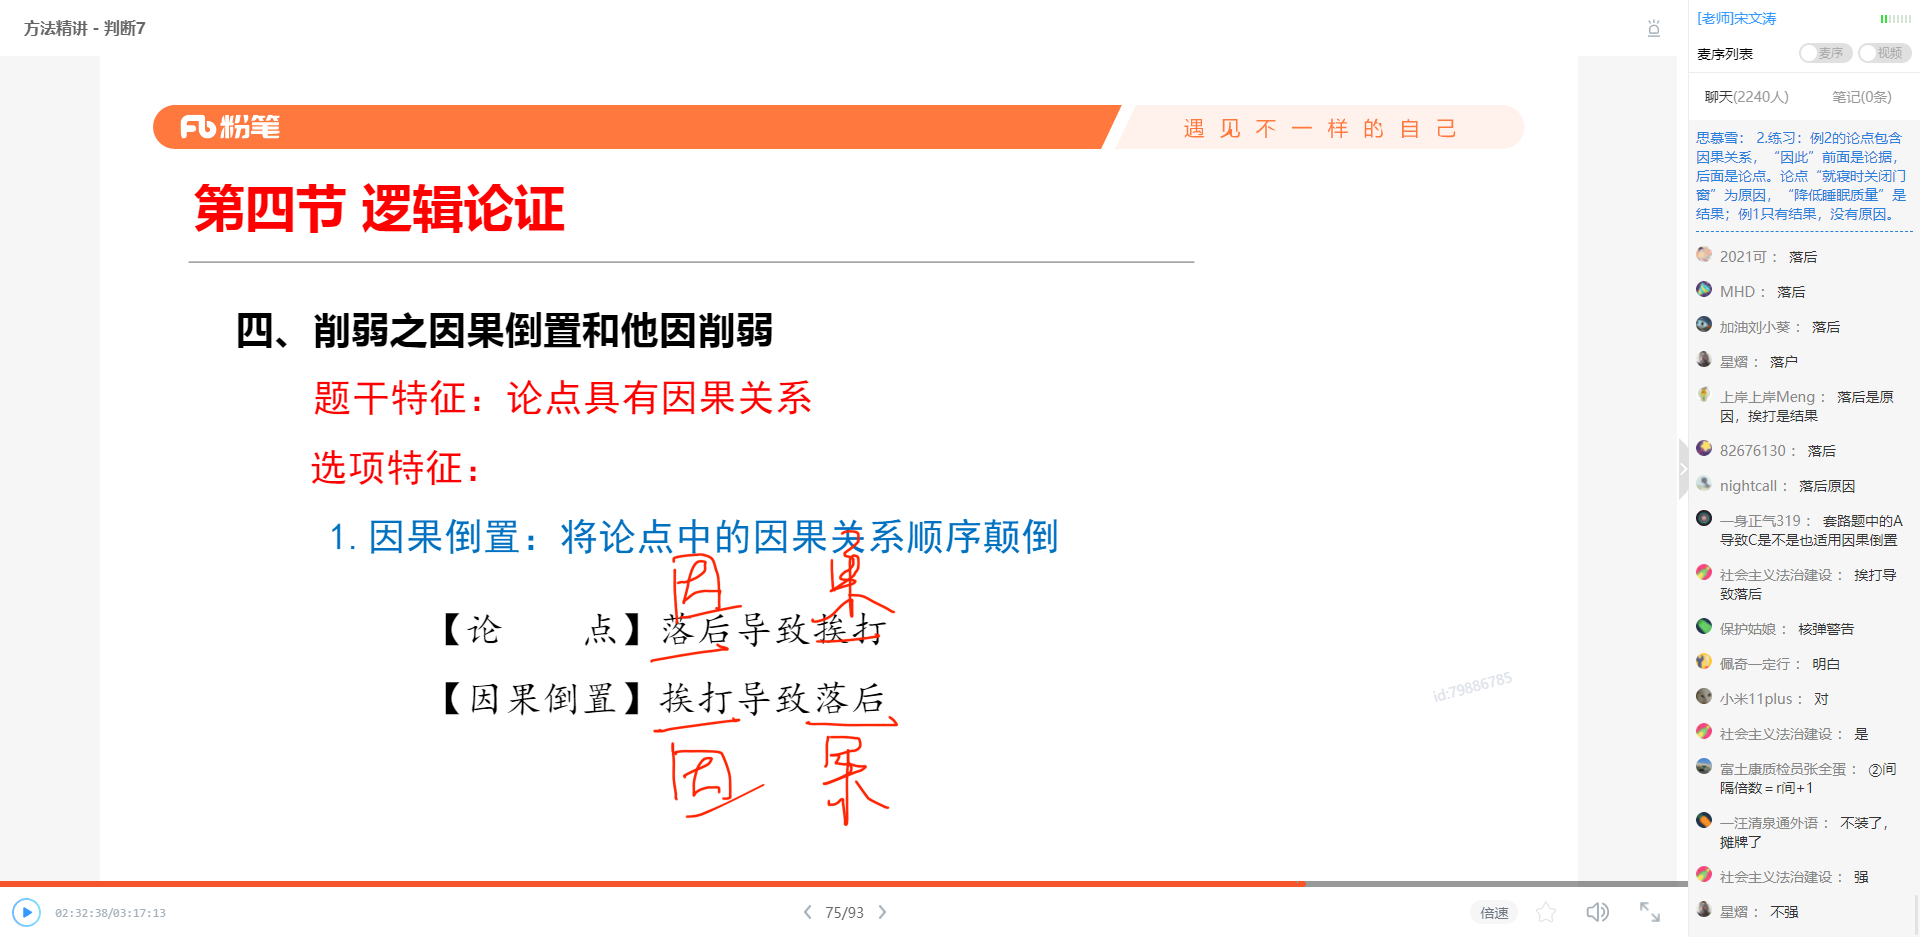 方法精讲 - 判断7
粉笔
遇见不一样的自己
第四节 逻辑论证
四、削弱之因果倒置和他因削弱
题干特征：论点具有因果关系
选项特征：
1.因果倒置：将论点中的因果关系顺序颠倒
因 果
【论 点】落后导致挨打
【因果倒置】挨打导致落后
因 果
id:79886785
02:32:38/03:17:13
75/93
倍速
[老师]宋文涛
麦序列表
麦序
视频
聊天(2240人)
笔记(0条)
思慕雪： 2.练习：例2的论点包含
因果关系，“因此”前面是论据，
后面是论点。论点“就寝时关闭门
窗”为原因，“降低睡眠质量”是
结果；例1只有结果，没有原因。
2021可： 落后
MHD： 落后
加油刘小葵： 落后
星熠： 落户
上岸上岸Meng： 落后是原
因，挨打是结果
82676130： 落后
nightcall： 落后原因
一身正气319： 套路题中的A
导致C是不是也适用因果倒置
社会主义法治建设： 挨打导
致落后
保护姑娘： 核弹警告
佩奇一定行： 明白
小米11plus： 对
社会主义法治建设： 是
富土康质检员张全蛋： ②间
隔倍数＝r间+1
一汪清泉通外语： 不装了，
摊牌了
社会主义法治建设： 强
星熠： 不强